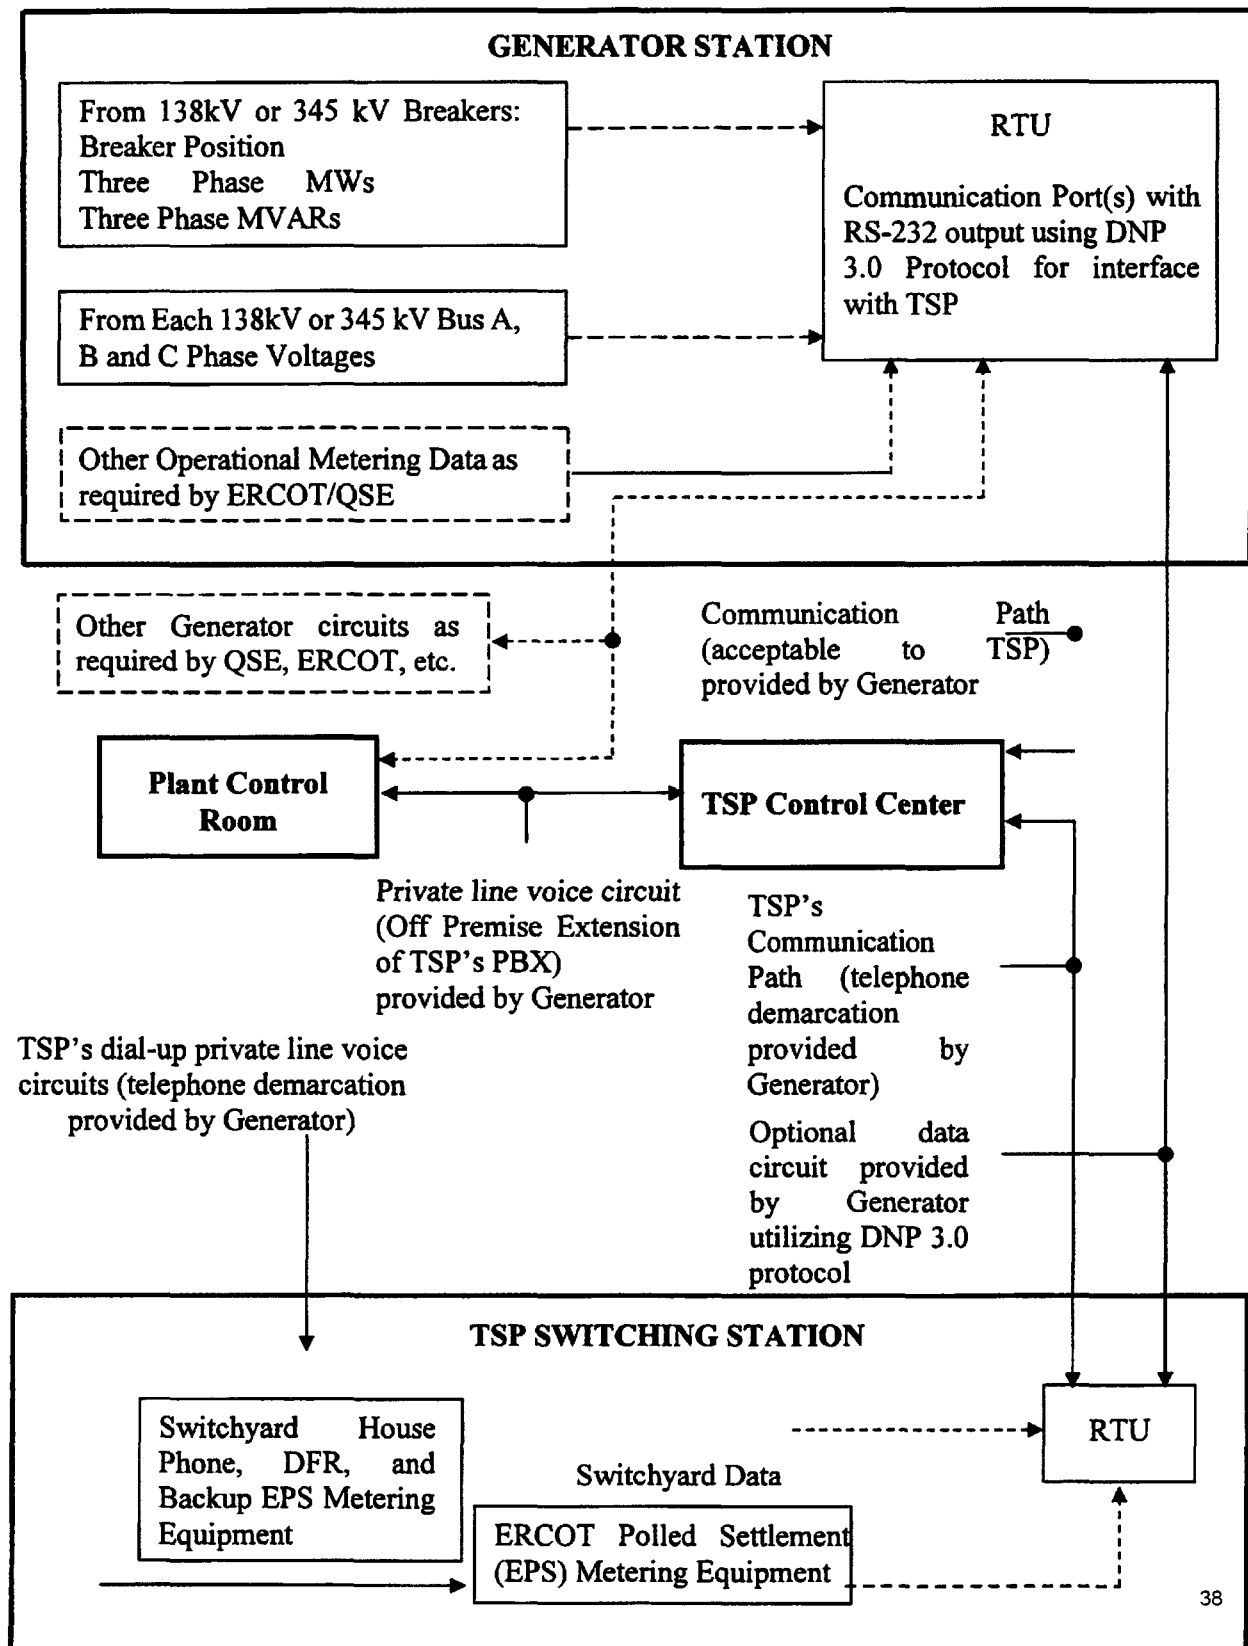 GENERATOR STATION
From 138kV or 345 kV Breakers:
Breaker Position
Three Phase MWs
Three Phase MVARs
RTU
Communication Port(s) with
RS-232 output using DNP
3.0 Protocol for interface
with TSP
From Each 138kV or 345 kV Bus A,
B and C Phase Voltages
Other Operational Metering Data as
required by ERCOT/QSE
Other Generator circuits as
required by QSE, ERCOT, etc.
Communication Path
(acceptable to TSP)
provided by Generator
Plant Control
Room
TSP Control Center
Private line voice circuit
(Off Premise Extension
of TSP's PBX)
provided by Generator
TSP's
Communication
Path (telephone
demarcation
provided by
Generator)
TSP's dial-up private line voice
circuits (telephone demarcation
provided by Generator)
Optional data
circuit provided
by Generator
utilizing DNP 3.0
protocol
TSP SWITCHING STATION
Switchyard House
Phone, DFR, and
Backup EPS Metering
Equipment
RTU
Switchyard Data
ERCOT Polled Settlement
(EPS) Metering Equipment
38